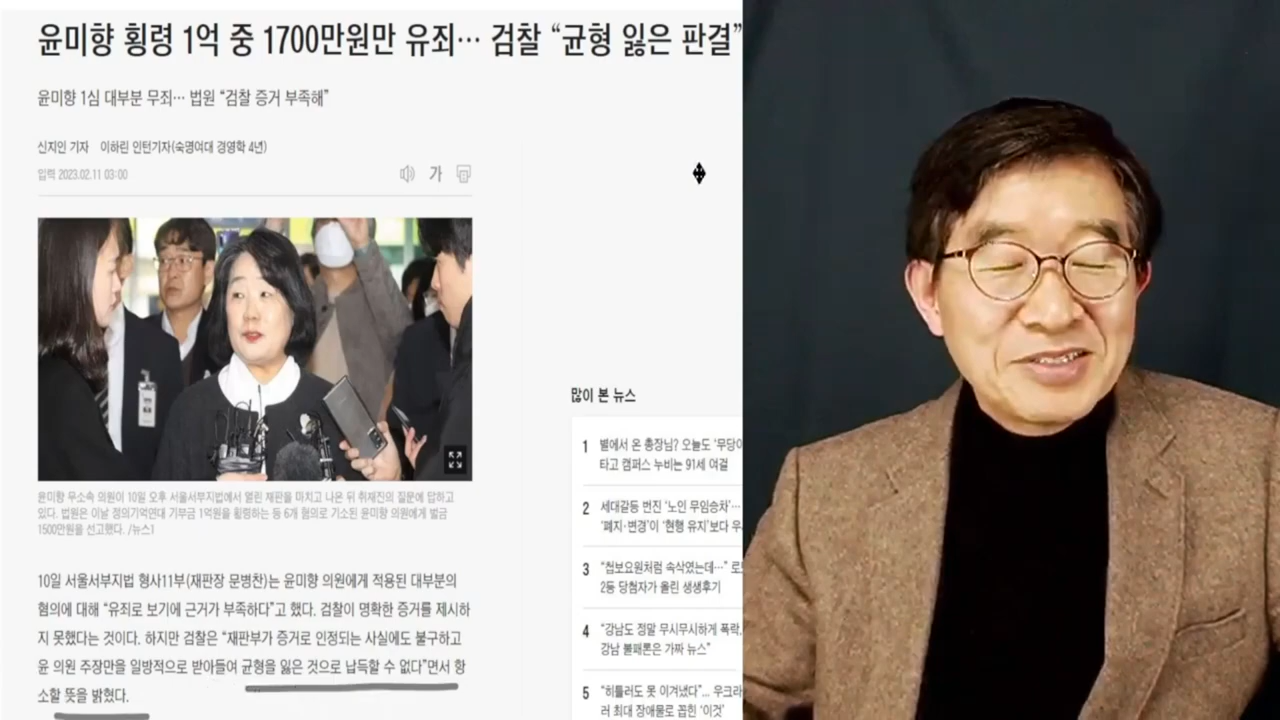 윤미향 횡령 1억 중 1700만원만 유죄… 검찰 “균형 잃은 판결”
윤미향 1심 대부분 무죄… 법원 “검찰 증거 부족해”
신지인 기자 이하린 인턴기자(숙명여대 경영학 4년)
입력 2023.02.11 03:00
가
윤미향 무소속 의원이 10일 오후 서울서부지법에서 열린 재판을 마치고 나온 뒤 취재진의 질문에 답하고
있다. 법원은 이날 정의기억연대 기부금 1억원을 횡령하는 등 6개 혐의로 기소된 윤미향 의원에게 벌금
1500만원을 선고했다. /뉴스1
10일 서울서부지법 형사11부(재판장 문병찬)는 윤미향 의원에게 적용된 대부분의
혐의에 대해 “유죄로 보기에 근거가 부족하다”고 했다. 검찰이 명확한 증거를 제시하
지 못했다는 것이다. 하지만 검찰은 “재판부가 증거로 인정되는 사실에도 불구하고
윤 의원 주장만을 일방적으로 받아들여 균형을 잃은 것으로 납득할 수 없다”면서 항
소할 뜻을 밝혔다.
많이 본 뉴스
1 별에서 온 총장님? 오늘도 ‘무당이
타고 캠퍼스 누비는 91세 여걸
2 세대갈등 번진 ‘노인 무임승차’…
‘폐지·변경’이 ‘현행 유지’보다 우
3 “첩보요원처럼 속삭였는데…” 로
2등 당첨자가 올린 생생후기
4 “강남도 정말 무시무시하게 폭락,
강남 불패론은 가짜 뉴스”
5 “히틀러도 못 이겨냈다”... 우크라
러 최대 장애물로 꼽힌 ‘이것’